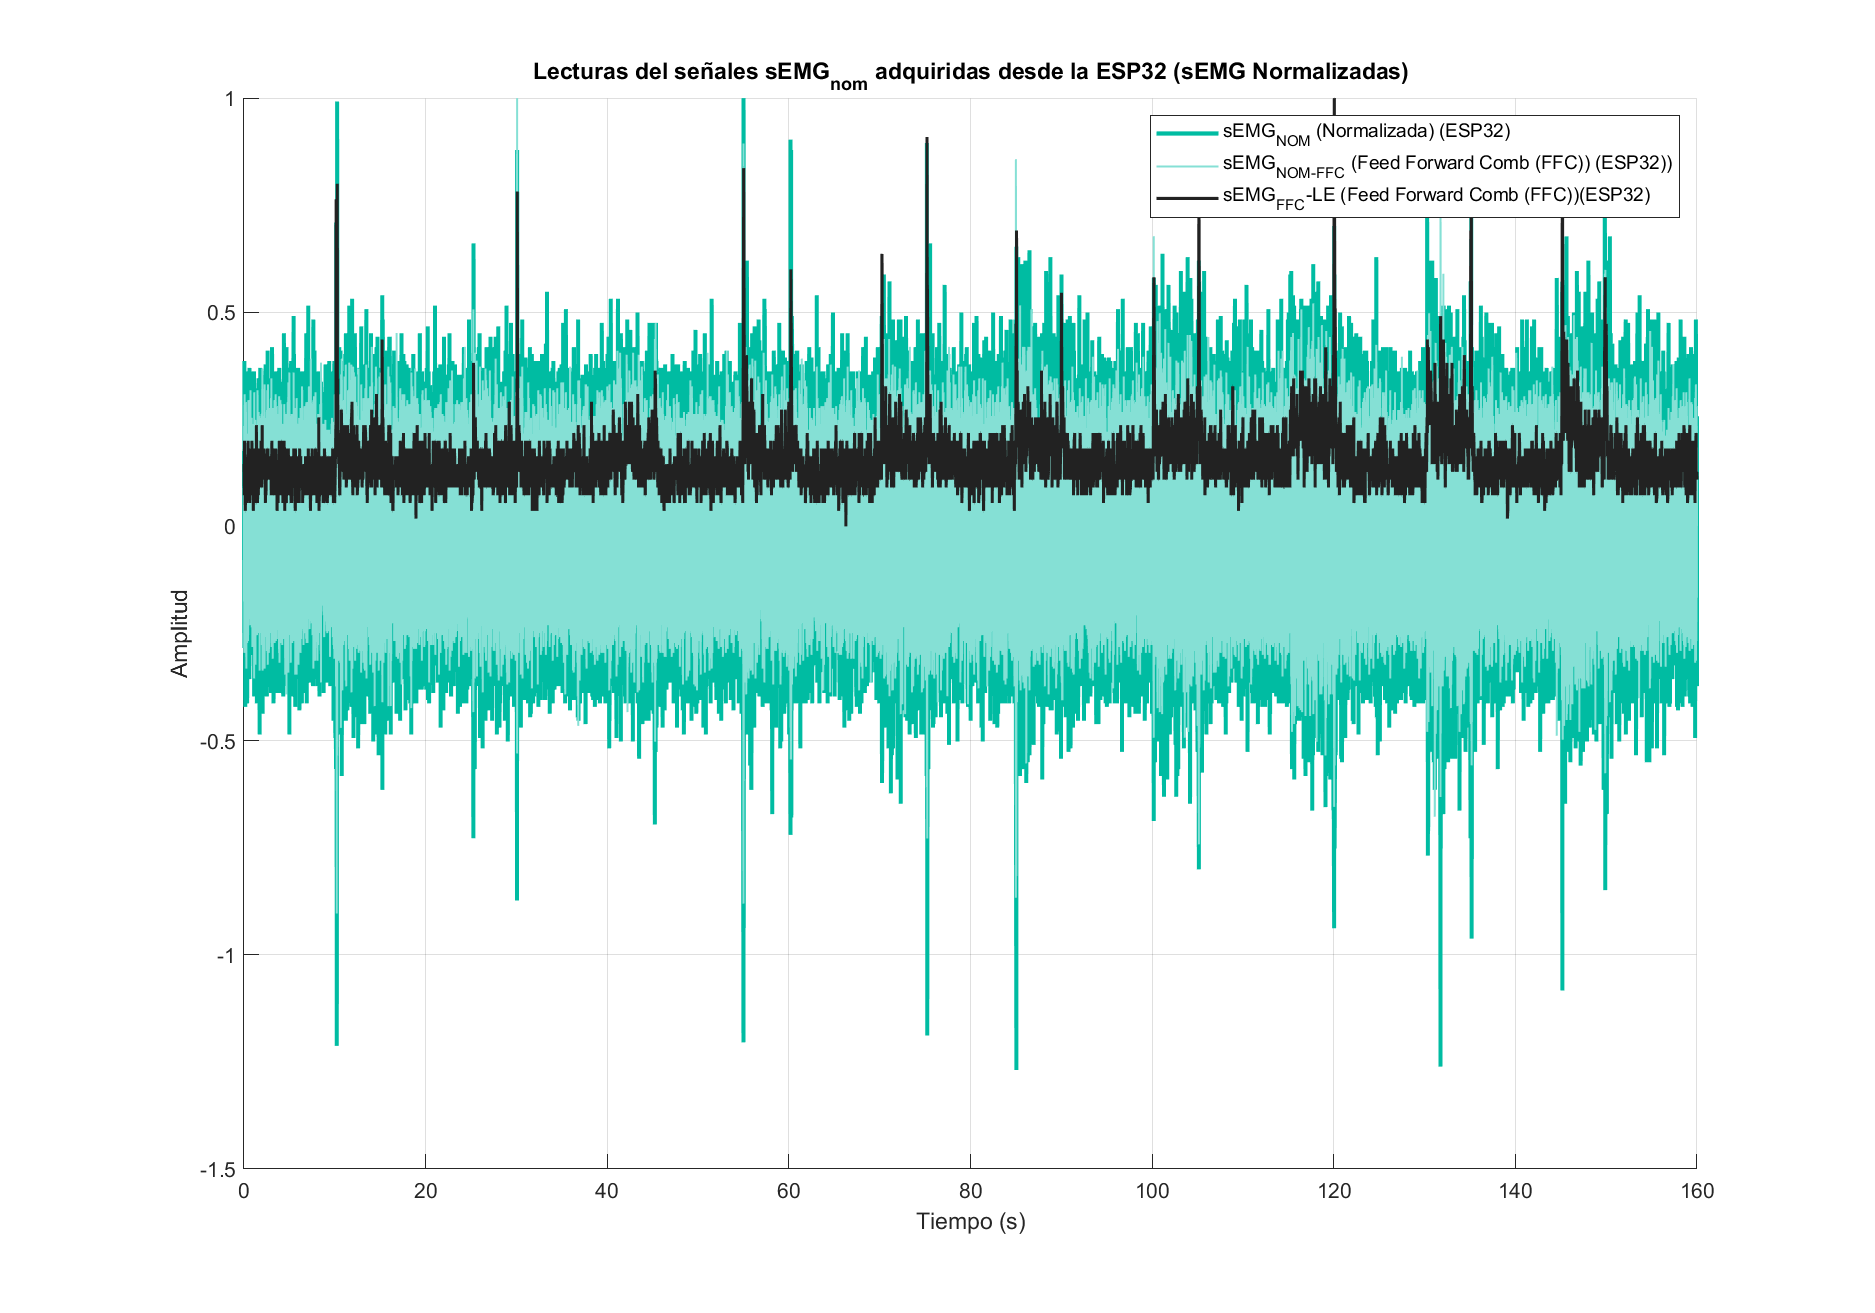 Lecturas del señales sEMGnom adquiridas desde la ESP32 (sEMG Normalizadas)
sEMGNOM (Normalizada) (ESP32)
sEMGNOM-FFC (Feed Forward Comb (FFC)) (ESP32))
sEMGFFC-LE (Feed Forward Comb (FFC))(ESP32)
1
0.5
0
-0.5
-1
-1.5
Amplitud
0 20 40 60 80 100 120 140 160
Tiempo (s)